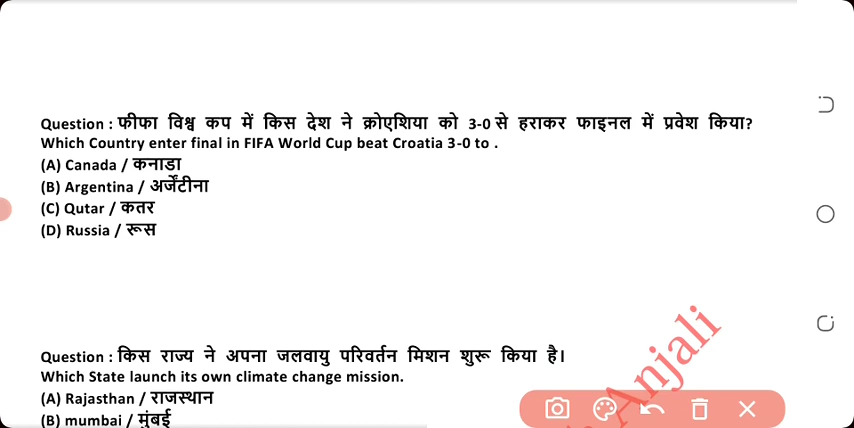 Question : फीफा विश्व कप में किस देश ने क्रोएशिया को 3-0 से हराकर फाइनल में प्रवेश किया?
Which Country enter final in FIFA World Cup beat Croatia 3-0 to .
(A) Canada / कनाडा
(B) Argentina / अर्जेंटीना
(C) Qutar / कतर
(D) Russia / रूस
Question : किस राज्य ने अपना जलवायु परिवर्तन मिशन शुरू किया है।
Which State launch its own climate change mission.
(A) Rajasthan / राजस्थान
(B) mumbai / मुंबई
Anjali